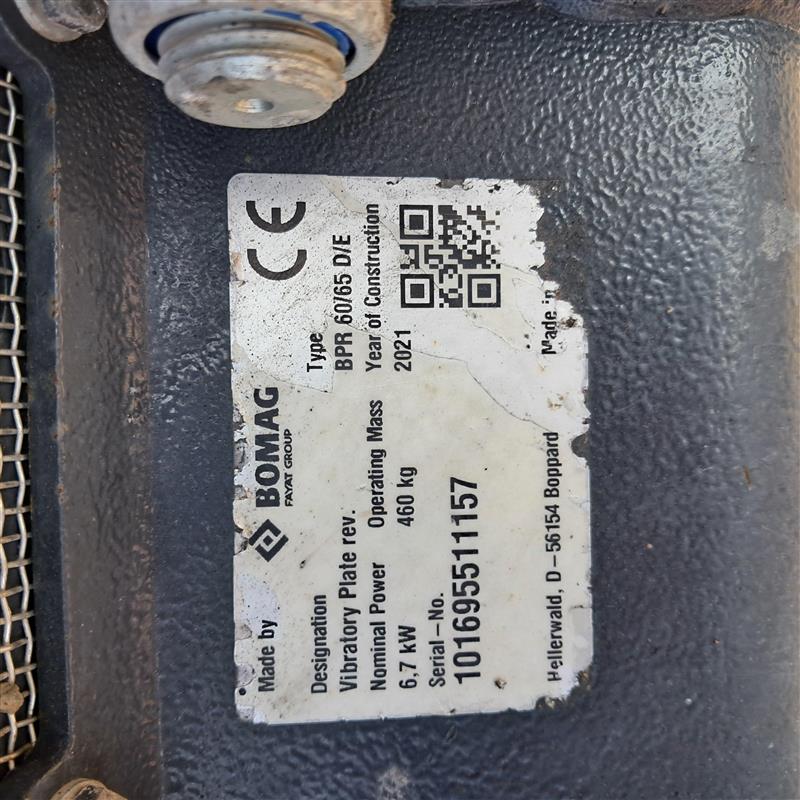 Made by BOMAG CE
FAYAT GROUP
Designation Type
Vibratory Plate rev. BPR 60/65 D/E
Nominal Power Operating Mass Year of Construction
6,7 kW 460 kg 2021
Serial-No.
101695511157
Hellerwald, D-56154 Boppard Made in